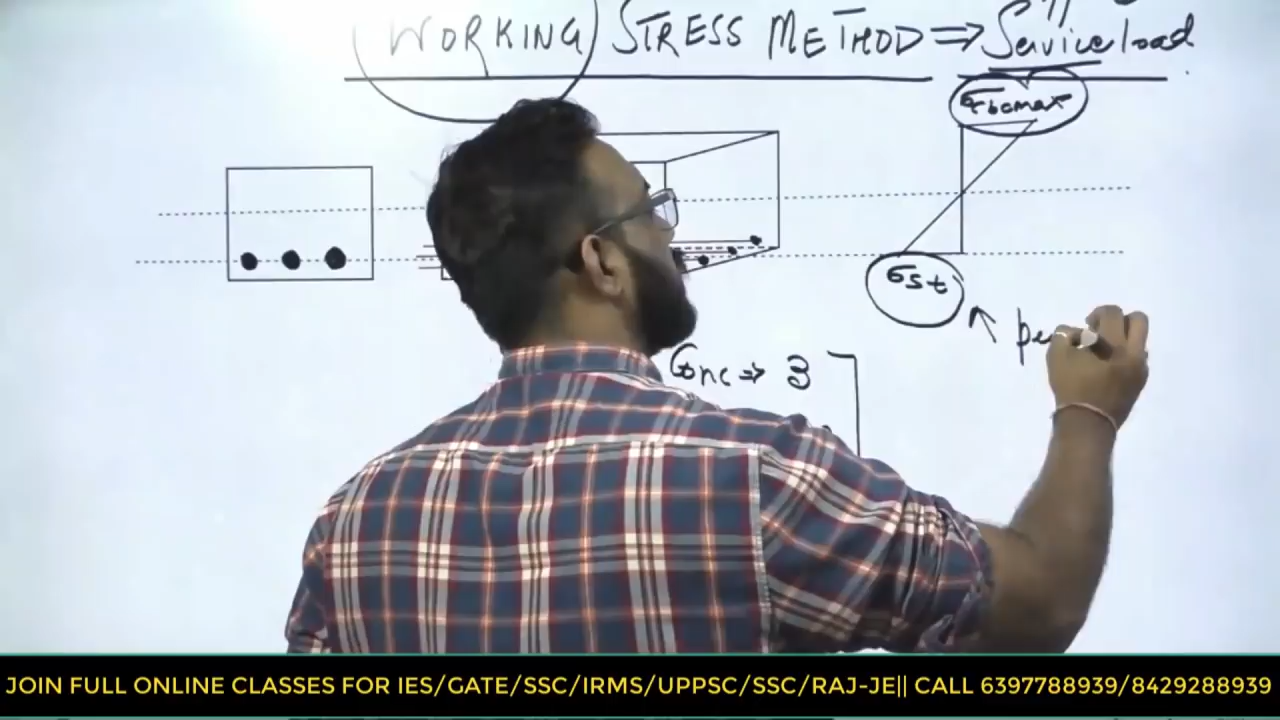 WORKING STRESS METHOD ⇒ Service load
σbcmax
σst
Conc ⇒ 3
JOIN FULL ONLINE CLASSES FOR IES/GATE/SSC/IRMS/UPPSC/SSC/RAJ-JE|| CALL 6397788939/8429288939